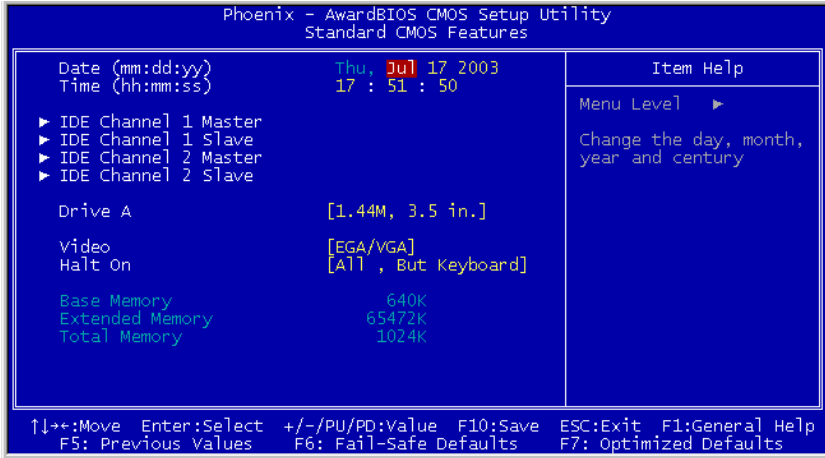 Phoenix - AwardBIOS CMOS Setup Utility
Standard CMOS Features
Date (mm:dd:yy) Thu, Jul 17 2003
Time (hh:mm:ss) 17 : 51 : 50
► IDE Channel 1 Master
► IDE Channel 1 Slave
► IDE Channel 2 Master
► IDE Channel 2 Slave
Drive A [1.44M, 3.5 in.]
Video [EGA/VGA]
Halt On [All , But Keyboard]
Base Memory 640K
Extended Memory 65472K
Total Memory 1024K
Item Help
Menu Level ►
Change the day, month,
year and century
↑↓→←:Move Enter:Select +/-/PU/PD:Value F10:Save ESC:Exit F1:General Help
F5: Previous Values F6: Fail-Safe Defaults F7: Optimized Defaults